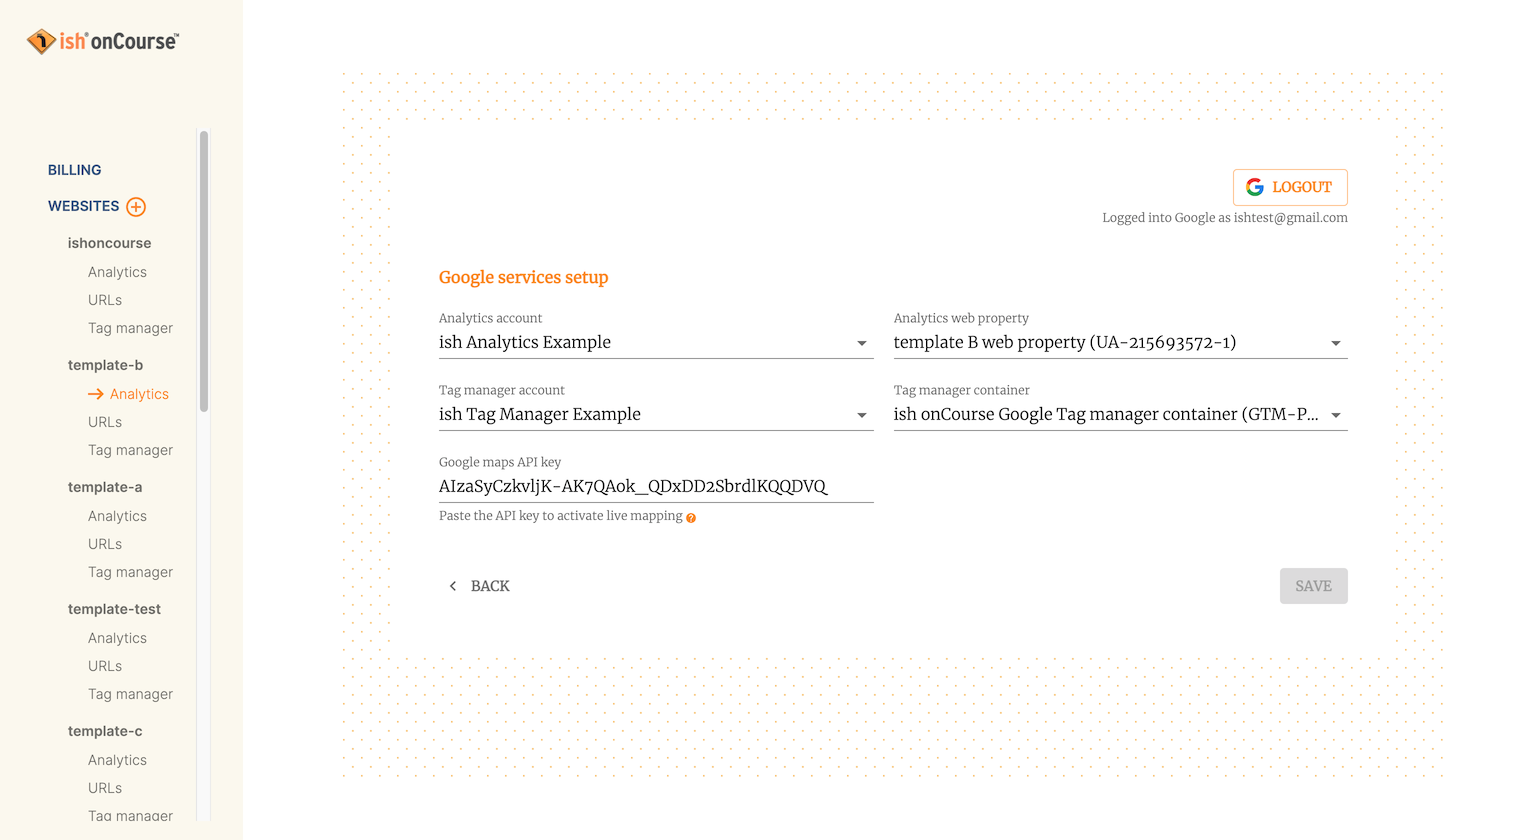 ish® onCourse™
BILLING
WEBSITES
ishoncourse
Analytics
URLs
Tag manager
template-b
Analytics
URLs
Tag manager
template-a
Analytics
URLs
Tag manager
template-test
Analytics
URLs
Tag manager
template-c
Analytics
URLs
Tag manager
LOGOUT
Logged into Google as ishtest@gmail.com
Google services setup
Analytics account
ish Analytics Example
Analytics web property
template B web property (UA-215693572-1)
Tag manager account
ish Tag Manager Example
Tag manager container
ish onCourse Google Tag manager container (GTM-P...
Google maps API key
AIzaSyCzkvljK-AK7QAok_QDxDD2SbrdlKQQDVQ
Paste the API key to activate live mapping ?
BACK
SAVE